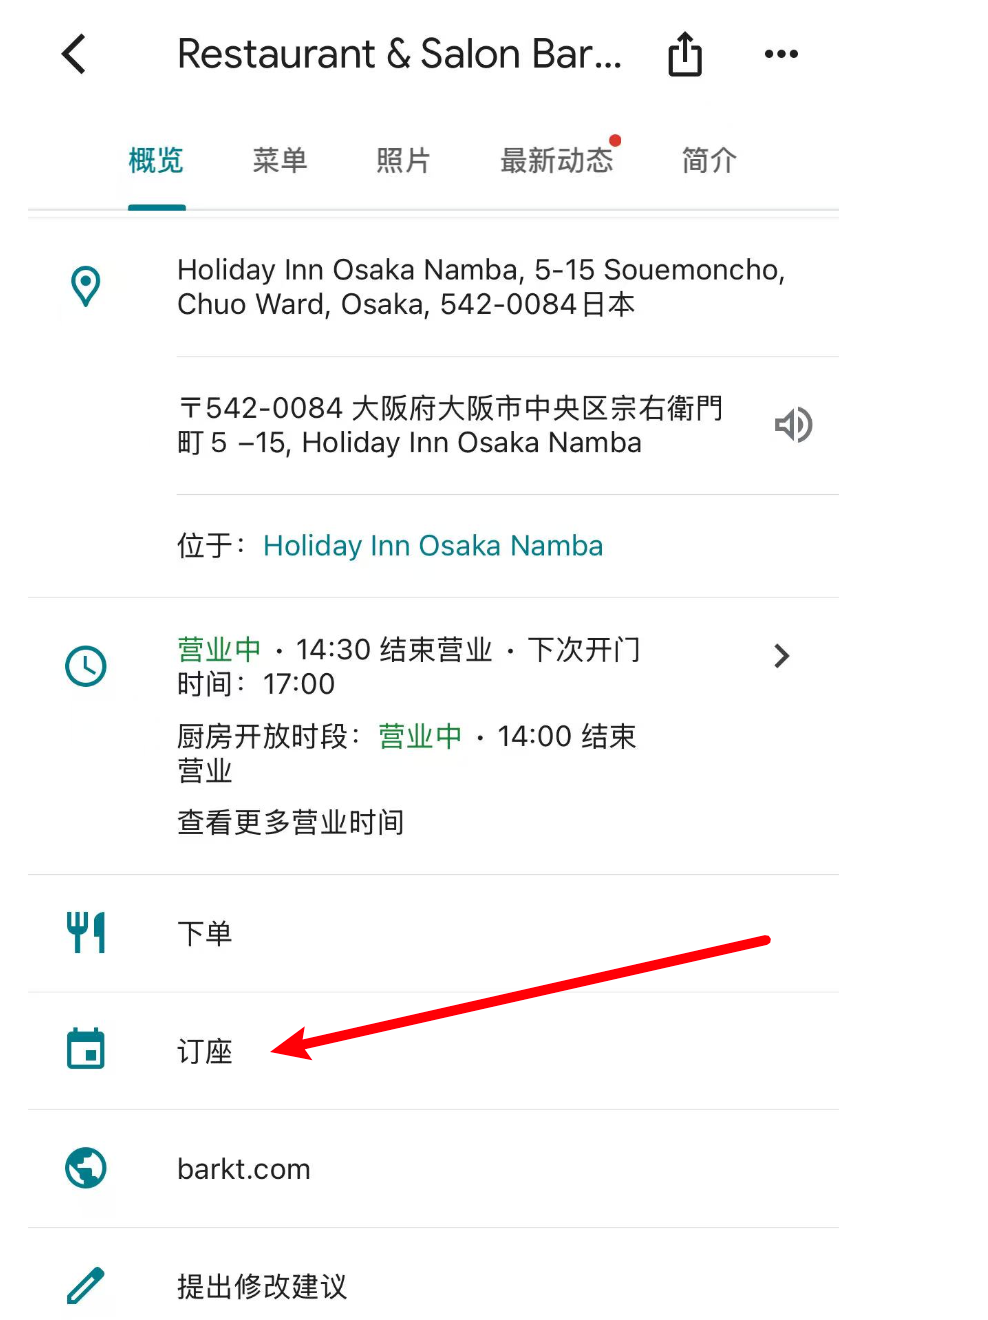 Restaurant & Salon Bar...
概览 菜单 照片 最新动态 简介
Holiday Inn Osaka Namba, 5-15 Souemoncho,
Chuo Ward, Osaka, 542-0084日本
〒542-0084 大阪府大阪市中央区宗右衛門
町５−15, Holiday Inn Osaka Namba
位于：Holiday Inn Osaka Namba
营业中 · 14:30 结束营业 · 下次开门
时间：17:00
厨房开放时段：营业中 · 14:00 结束
营业
查看更多营业时间
下单
订座
barkt.com
提出修改建议